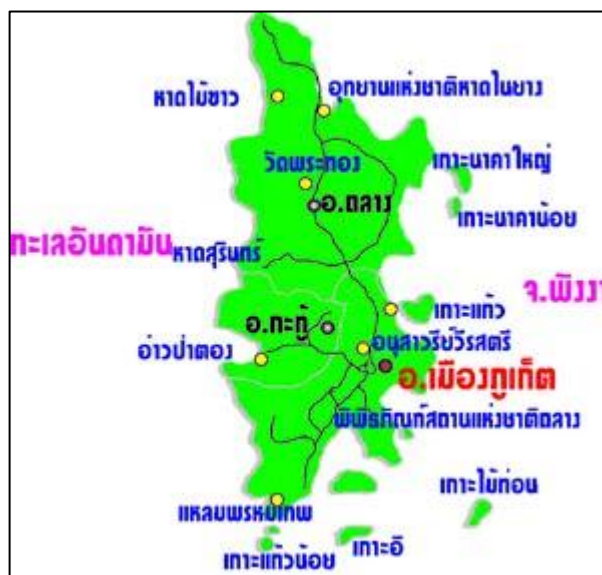 หาดไม้ขาว
อุทยานแห่งชาติหาดในยาง
วัดพระทอง
เกาะนาคาใหญ่
อ.ถลาง
เกาะนาคาน้อย
ทะเลอันดามัน
หาดสุรินทร์
จ.พังงา
เกาะแก้ว
อ.กะทู้
อนุสาวรีย์วีรสตรี
อ่าวป่าตอง
อ.เมืองภูเก็ต
พิพิธภัณฑ์สถานแห่งชาติถลาง
เกาะไม้ท่อน
แหลมพรหมเทพ
เกาะแก้วน้อย
เกาะฮี